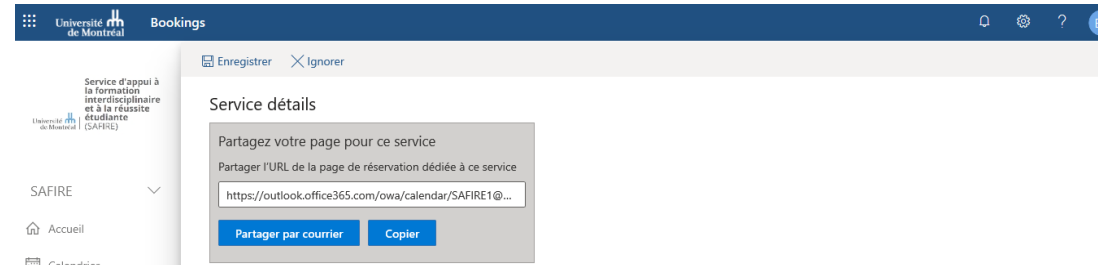 Université de Montréal
Bookings
?
Enregistrer
Ignorer
Service d'appui à
la formation
interdisciplinaire
et à la réussite
étudiante
(SAFIRE)
Université
de Montréal
Service détails
Partagez votre page pour ce service
Partager l'URL de la page de réservation dédiée à ce service
https://outlook.office365.com/owa/calendar/SAFIRE1@...
Partager par courrier
Copier
SAFIRE
Accueil
Calendrier